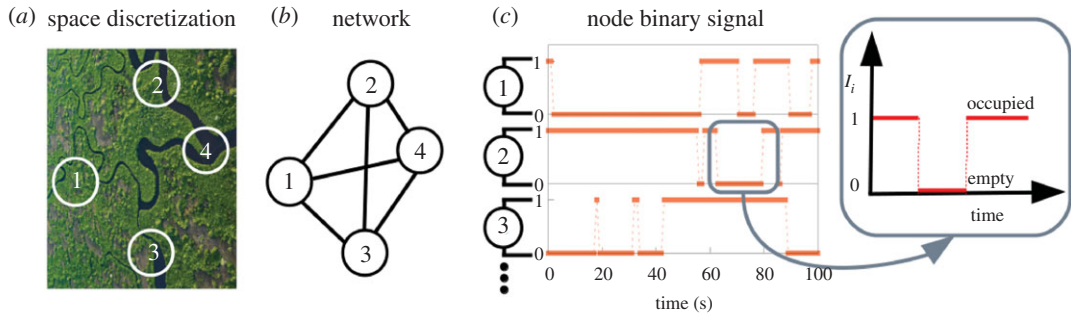 (a) space discretization
1
2
3
4
(b) network
1
2
3
4
(c) node binary signal
1
1
0
2
1
0
3
1
0
0 20 40 60 80 100
time (s)
I_i
1
occupied
0
empty
time